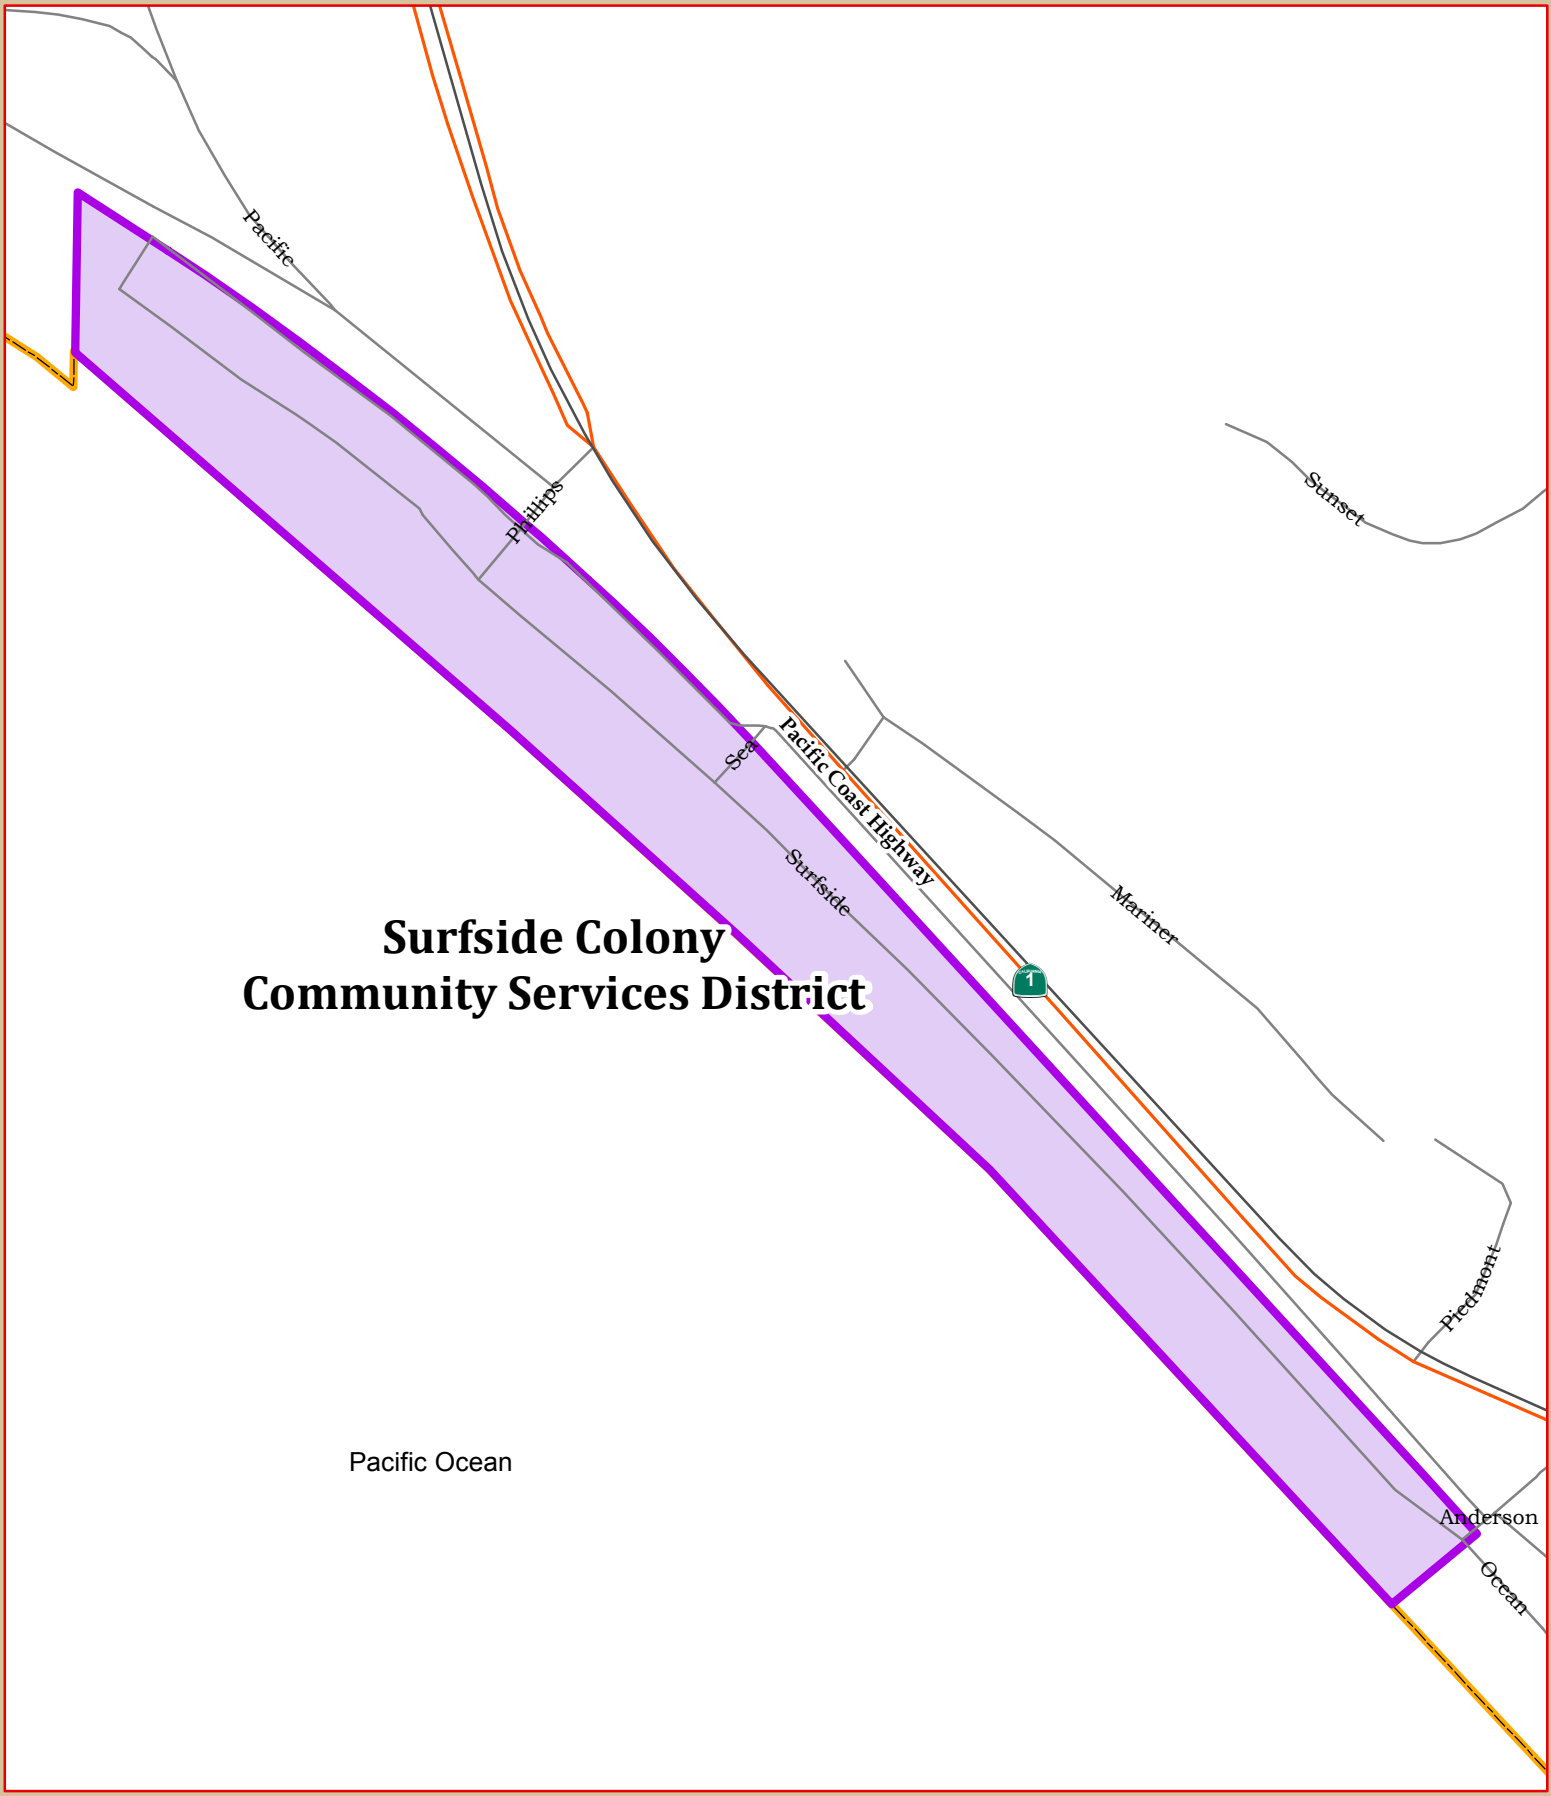 Pacific
Phillips
Sunset
Sea
Pacific Coast Highway
Surfside
Mariner
Surfside Colony
Community Services District
1
Piedmont
Pacific Ocean
Anderson
Ocean